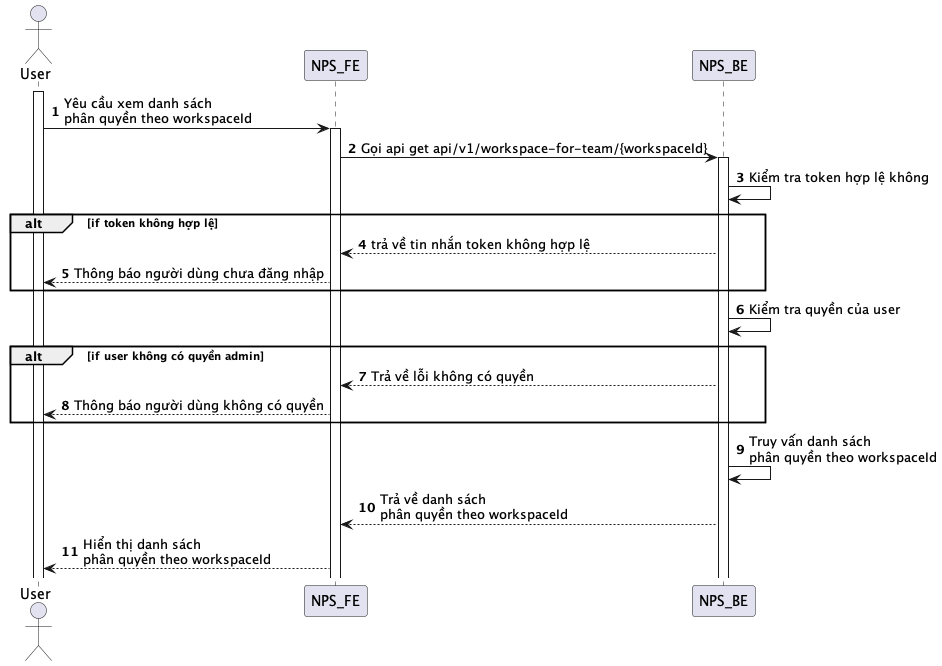 User
NPS_FE
NPS_BE
1 Yêu cầu xem danh sách
phân quyền theo workspaceId
2 Gọi api get api/v1/workspace-for-team/{workspaceId}
3 Kiểm tra token hợp lệ không
alt [if token không hợp lệ]
4 trả về tin nhắn token không hợp lệ
5 Thông báo người dùng chưa đăng nhập
6 Kiểm tra quyền của user
alt [if user không có quyền admin]
7 Trả về lỗi không có quyền
8 Thông báo người dùng không có quyền
9 Truy vấn danh sách
phân quyền theo workspaceId
10 Trả về danh sách
phân quyền theo workspaceId
11 Hiển thị danh sách
phân quyền theo workspaceId
User
NPS_FE
NPS_BE